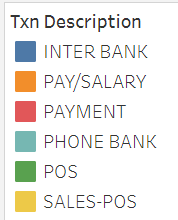 Txn Description
INTER BANK
PAY/SALARY
PAYMENT
PHONE BANK
POS
SALES-POS